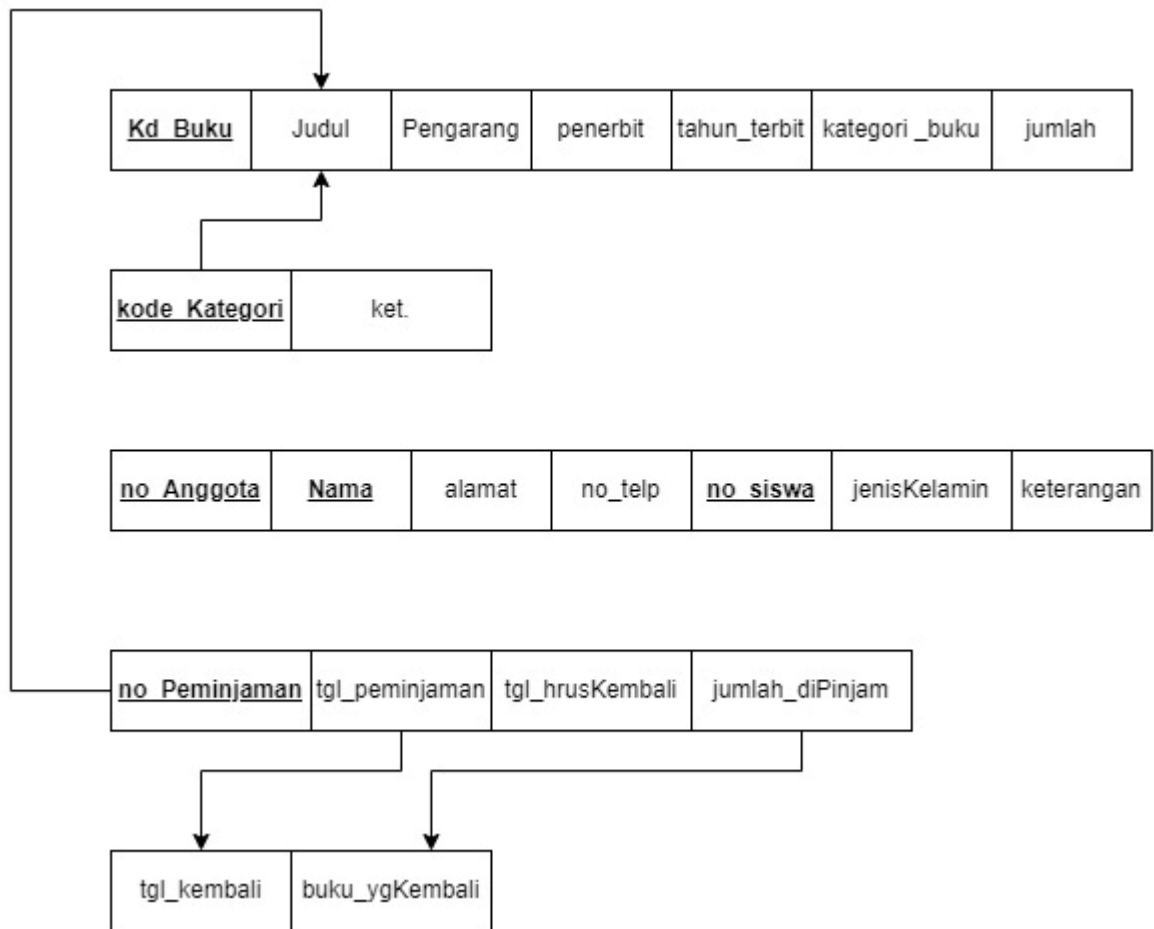 Kd_Buku Judul Pengarang penerbit tahun_terbit kategori _buku jumlah
kode_Kategori ket.
no_Anggota Nama alamat no_telp no_siswa jenisKelamin keterangan
no_Peminjaman tgl_peminjaman tgl_hrusKembali jumlah_diPinjam
tgl_kembali buku_ygKembali